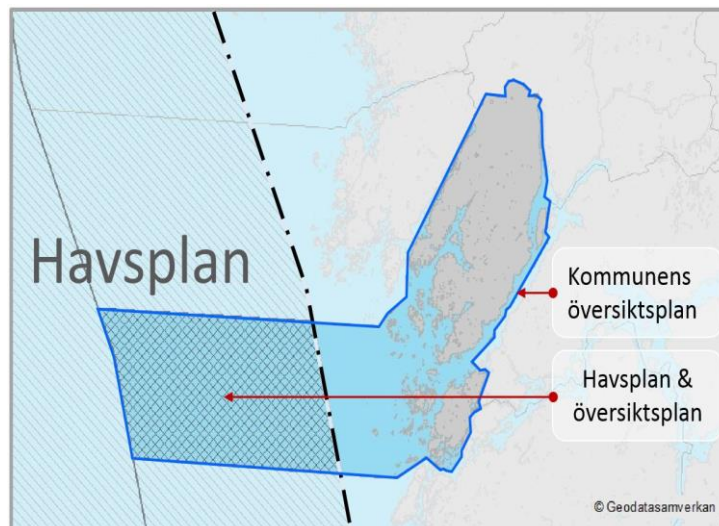 Havsplan
Kommunens
översiktsplan
Havsplan &
översiktsplan
© Geodatasamverkan